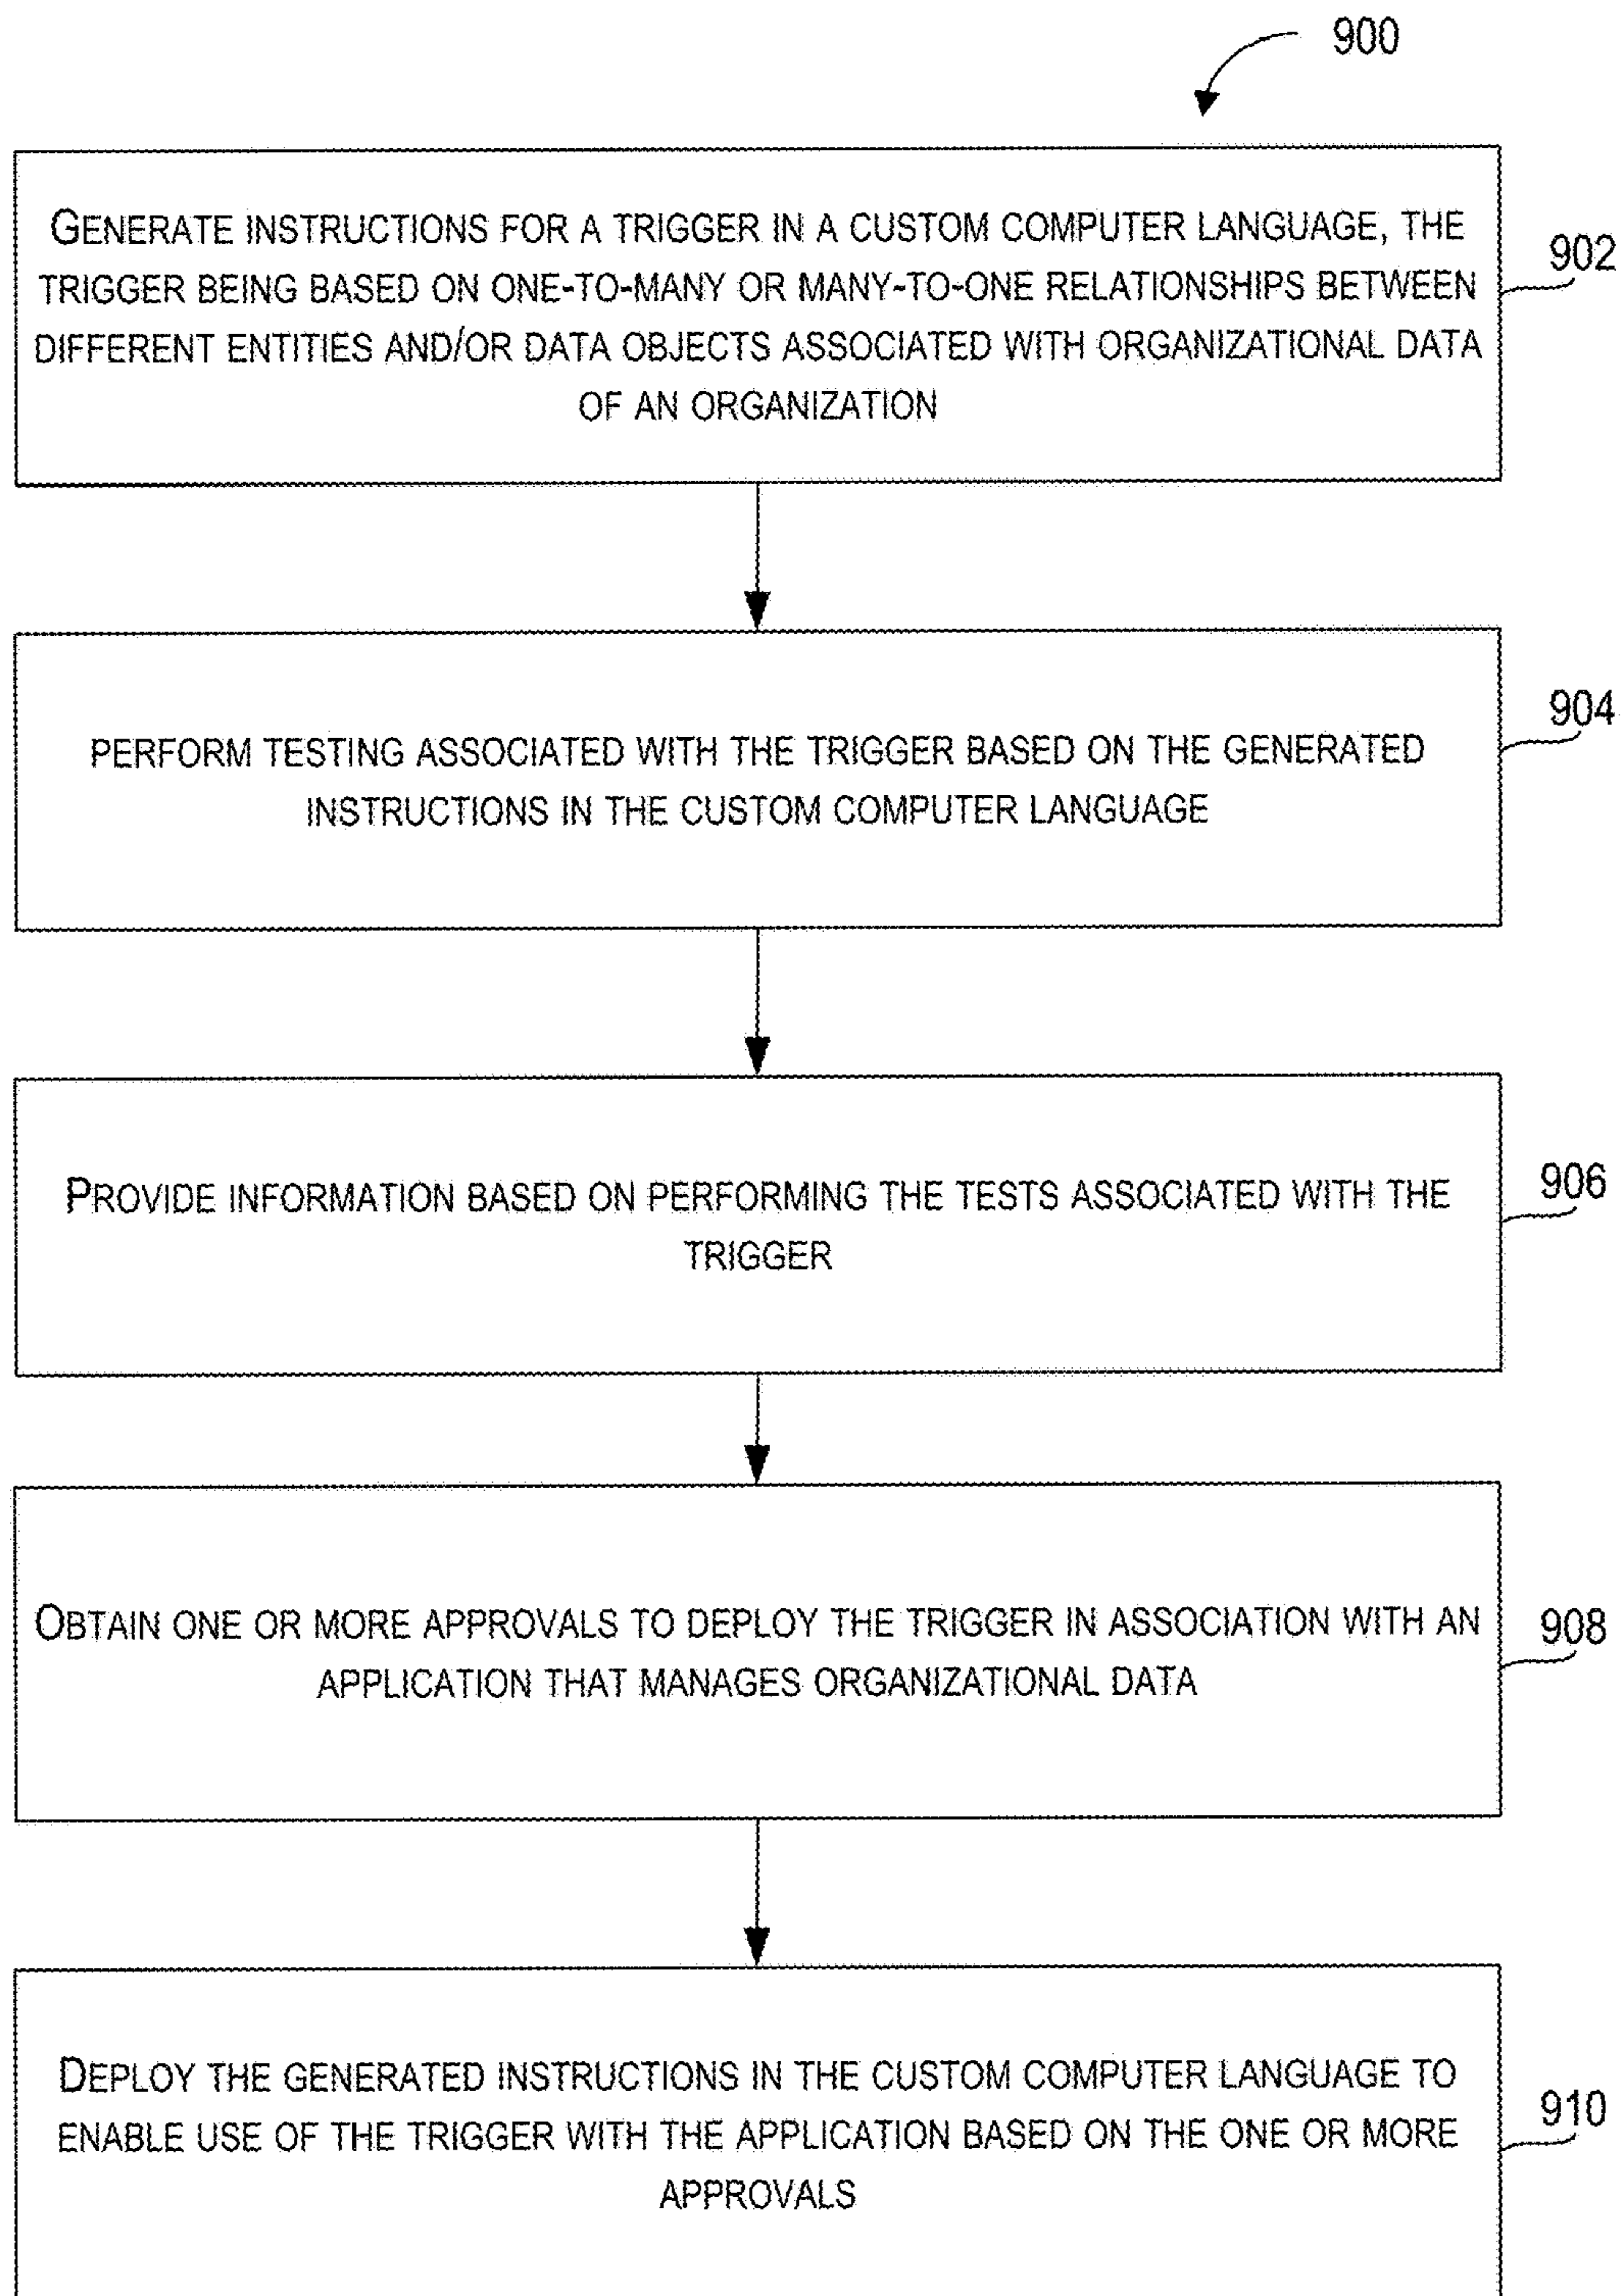 900
GENERATE INSTRUCTIONS FOR A TRIGGER IN A CUSTOM COMPUTER LANGUAGE, THE
TRIGGER BEING BASED ON ONE-TO-MANY OR MANY-TO-ONE RELATIONSHIPS BETWEEN
DIFFERENT ENTITIES AND/OR DATA OBJECTS ASSOCIATED WITH ORGANIZATIONAL DATA
OF AN ORGANIZATION
902
PERFORM TESTING ASSOCIATED WITH THE TRIGGER BASED ON THE GENERATED
INSTRUCTIONS IN THE CUSTOM COMPUTER LANGUAGE
904
PROVIDE INFORMATION BASED ON PERFORMING THE TESTS ASSOCIATED WITH THE
TRIGGER
906
OBTAIN ONE OR MORE APPROVALS TO DEPLOY THE TRIGGER IN ASSOCIATION WITH AN
APPLICATION THAT MANAGES ORGANIZATIONAL DATA
908
DEPLOY THE GENERATED INSTRUCTIONS IN THE CUSTOM COMPUTER LANGUAGE TO
ENABLE USE OF THE TRIGGER WITH THE APPLICATION BASED ON THE ONE OR MORE
APPROVALS
910